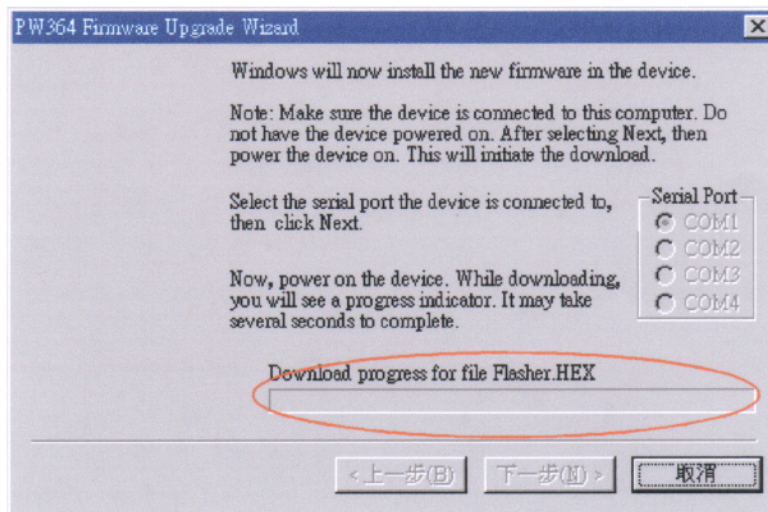 PW364 Firmware Upgrade Wizard
Windows will now install the new firmware in the device.
Note: Make sure the device is connected to this computer. Do
not have the device powered on. After selecting Next, then
power the device on. This will initiate the download.
Select the serial port the device is connected to,
then click Next.
Serial Port
COM1
COM2
COM3
COM4
Now, power on the device. While downloading,
you will see a progress indicator. It may take
several seconds to complete.
Download progress for file Flasher.HEX
<上一步(B) 下一步(N)> 取消